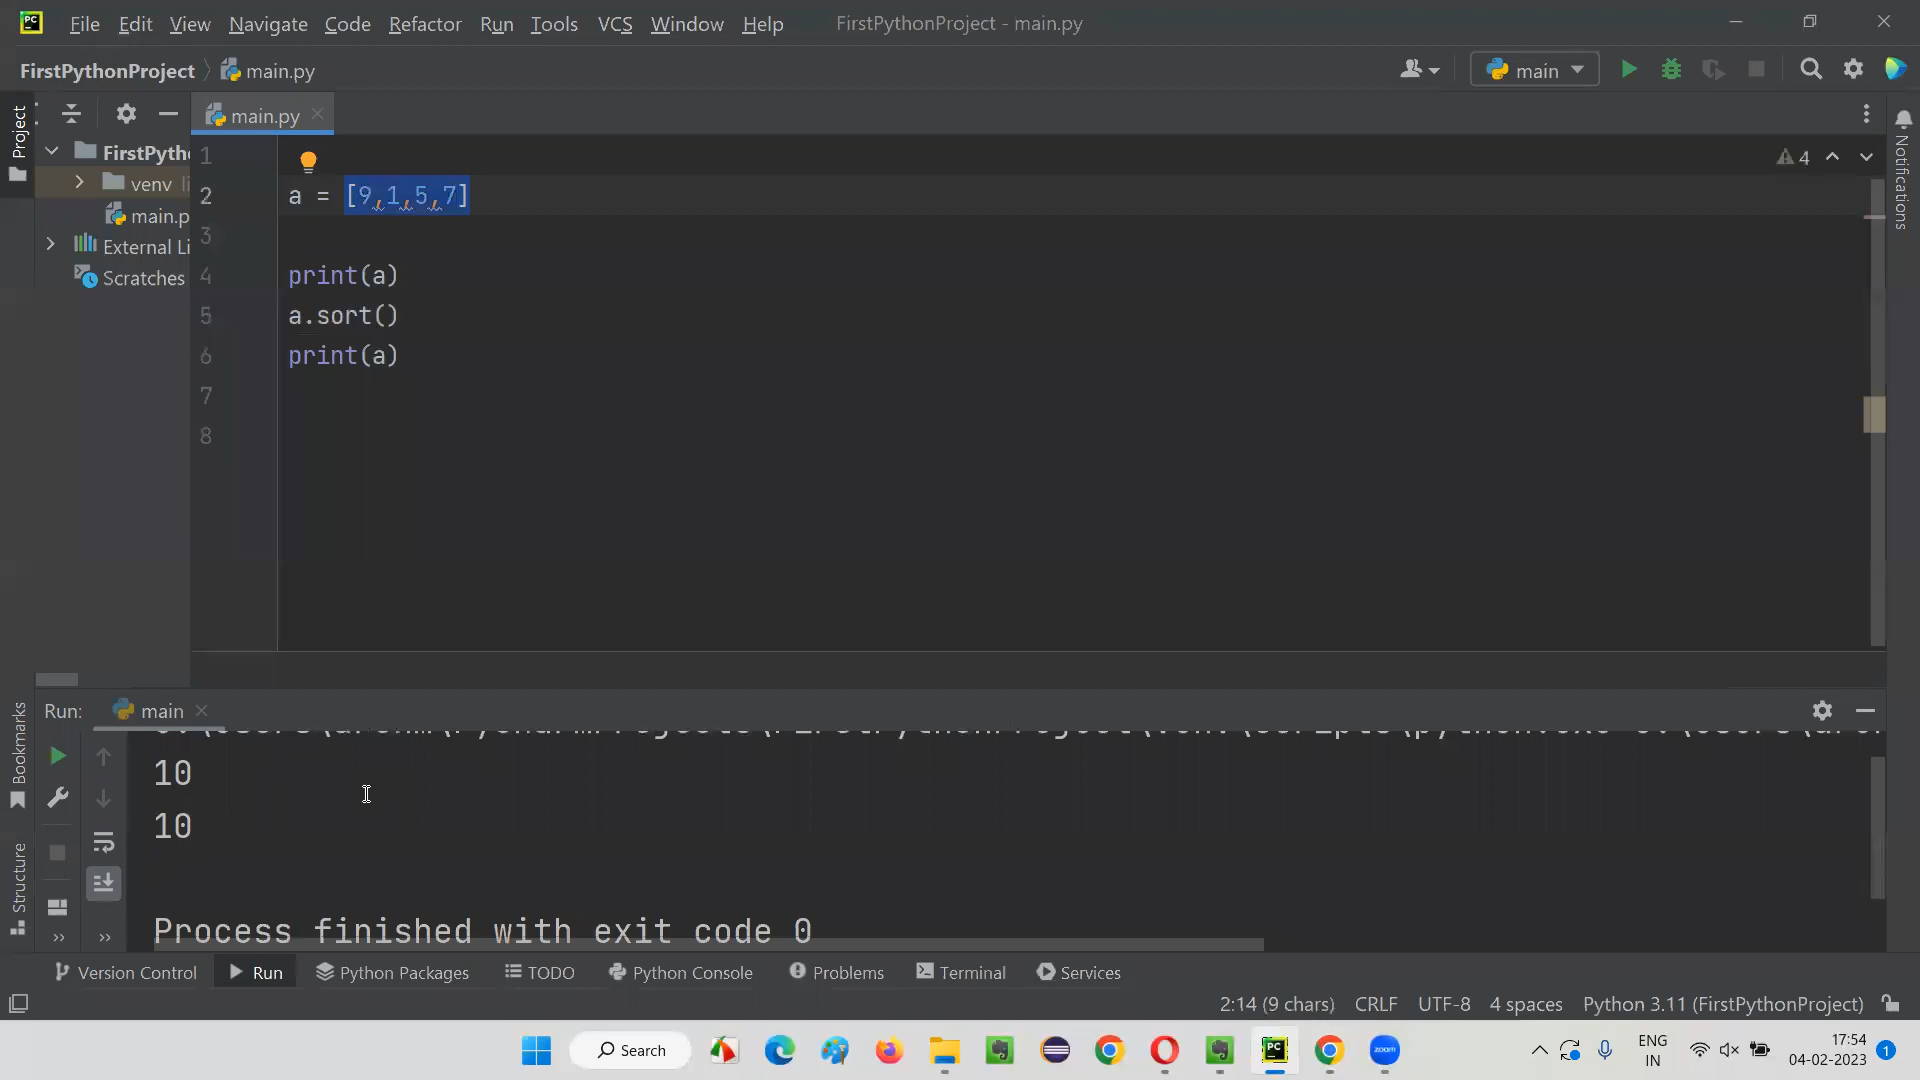 File Edit View Navigate Code Refactor Run Tools VCS Window Help FirstPythonProject - main.py
FirstPythonProject main.py main
Project main.py
FirstPyth
venv li
main.p
External Li
Scratches
1
2 a = [9,1,5,7]
3
4 print(a)
5 a.sort()
6 print(a)
7
8
4
Notifications
Run: main
10
10
Process finished with exit code 0
Bookmarks
Structure
Version Control Run Python Packages TODO Python Console Problems Terminal Services
2:14 (9 chars) CRLF UTF-8 4 spaces Python 3.11 (FirstPythonProject)
Search zoom ENG 17:54
IN 04-02-2023 1